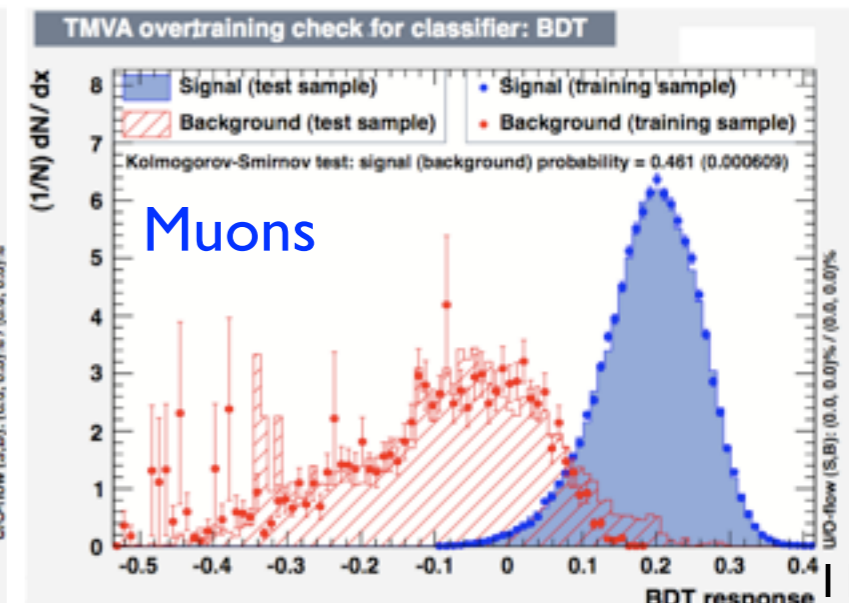 TMVA overtraining check for classifier: BDT
(1/N) dN/ dx
Signal (test sample)
Background (test sample)
Signal (training sample)
Background (training sample)
Kolmogorov-Smirnov test: signal (background) probability = 0.461 (0.000609)
Muons
8
7
6
5
4
3
2
1
0
-0.5 -0.4 -0.3 -0.2 -0.1 0 0.1 0.2 0.3 0.4
BDT response
U/O-flow (S,B): (0.0, 0.0)% / (0.0, 0.0)%